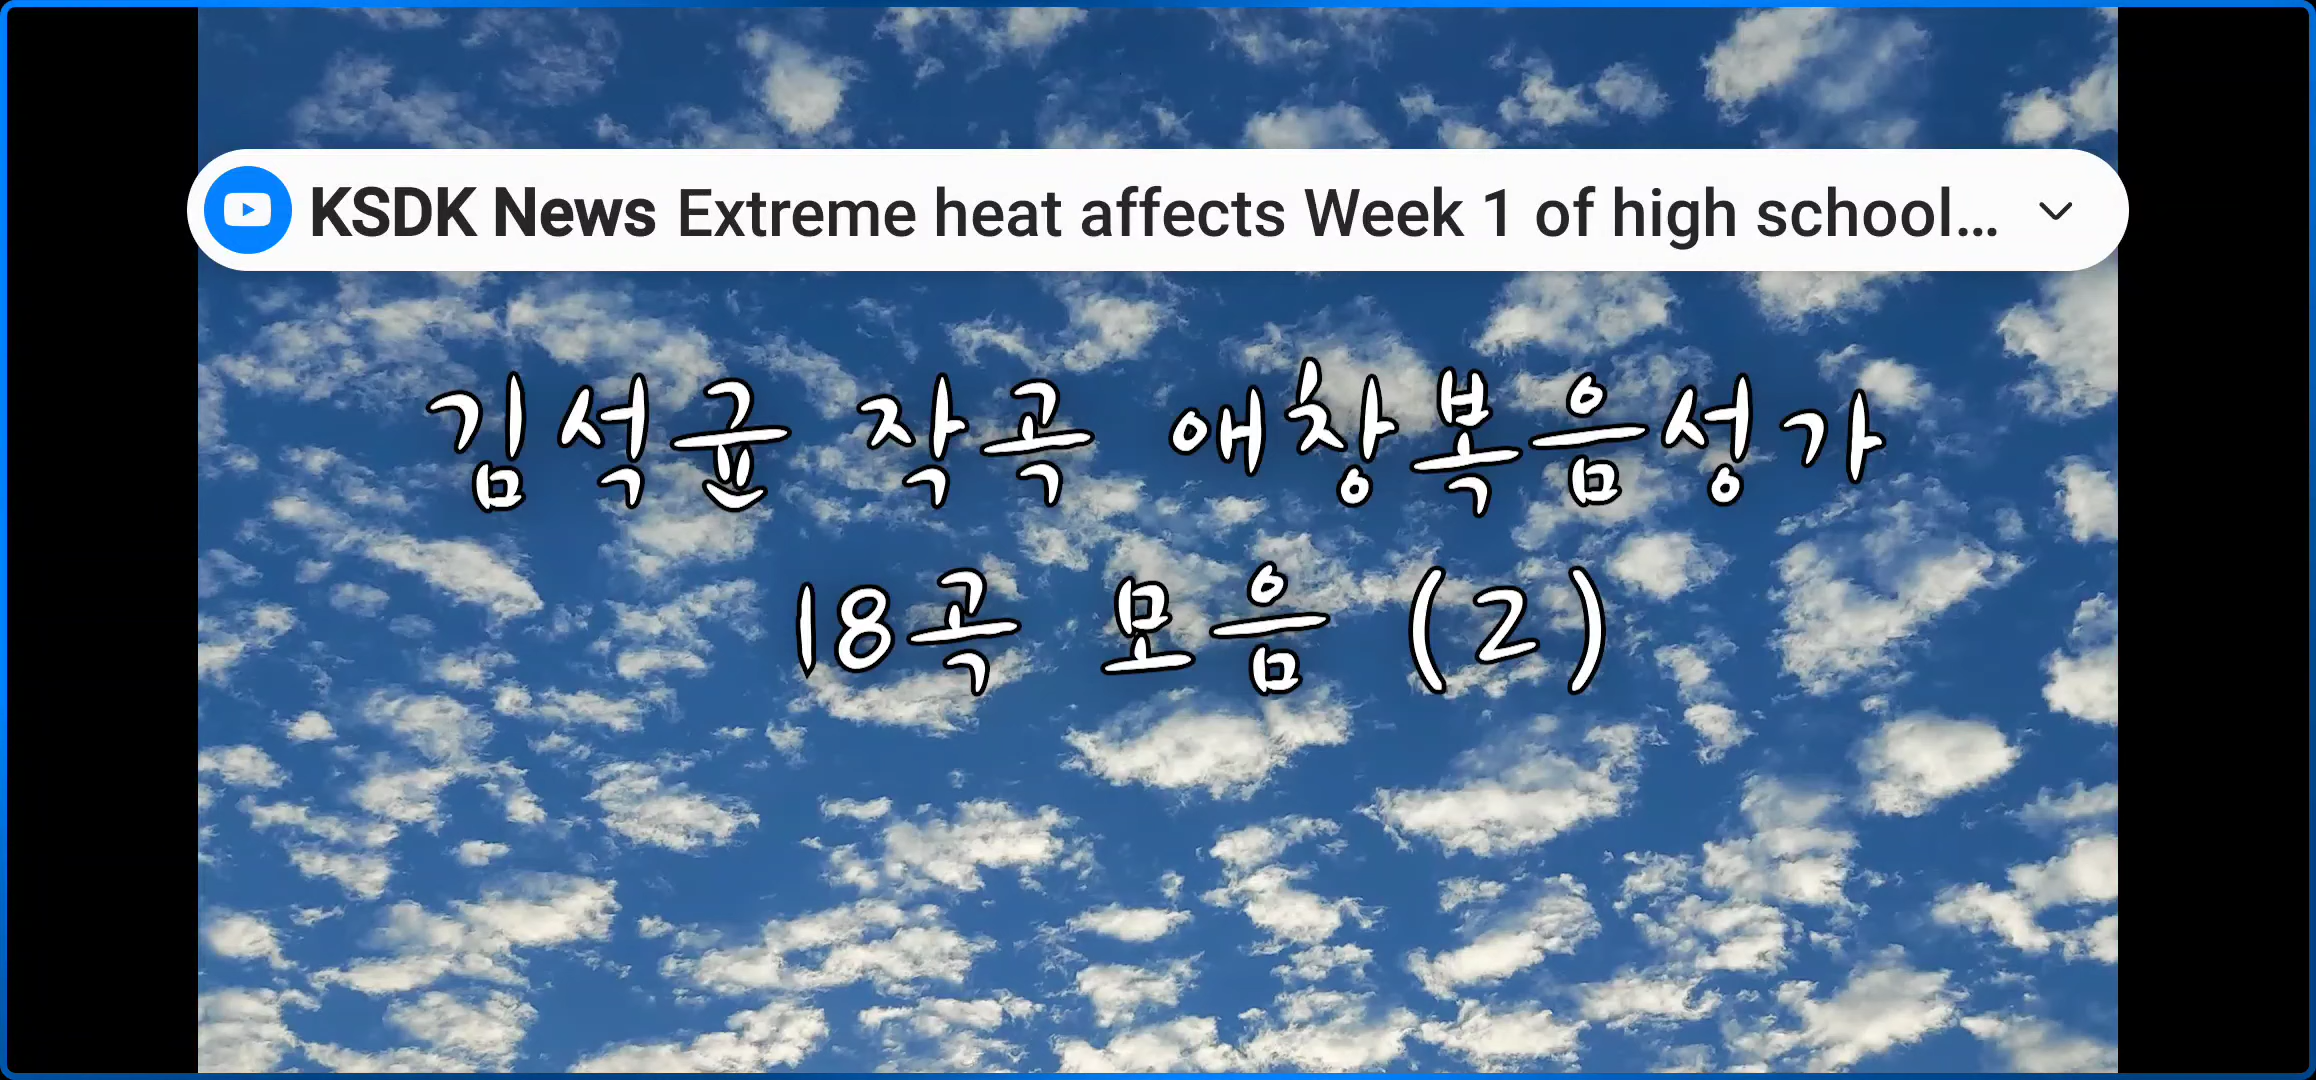 KSDK News Extreme heat affects Week 1 of high school...
김석균 작곡 애창복음성가
18곡 모음 (2)